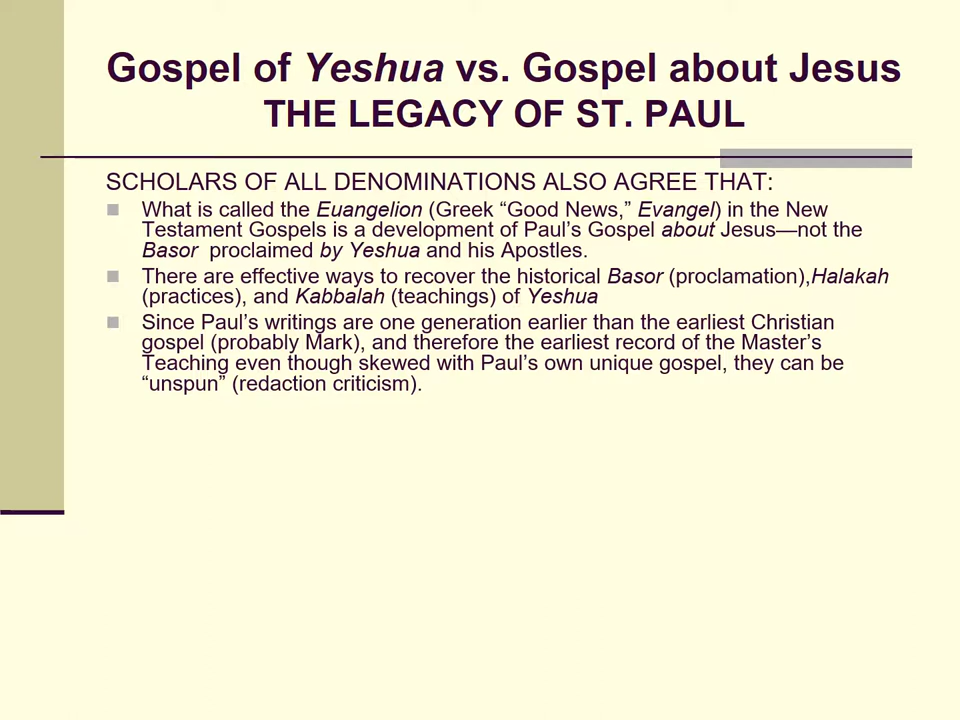 Gospel of Yeshua vs. Gospel about Jesus
THE LEGACY OF ST. PAUL
SCHOLARS OF ALL DENOMINATIONS ALSO AGREE THAT:
What is called the Euangelion (Greek “Good News,” Evangel) in the New
Testament Gospels is a development of Paul’s Gospel about Jesus—not the
Basor proclaimed by Yeshua and his Apostles.
There are effective ways to recover the historical Basor (proclamation),Halakah
(practices), and Kabbalah (teachings) of Yeshua
Since Paul’s writings are one generation earlier than the earliest Christian
gospel (probably Mark), and therefore the earliest record of the Master’s
Teaching even though skewed with Paul’s own unique gospel, they can be
“unspun” (redaction criticism).